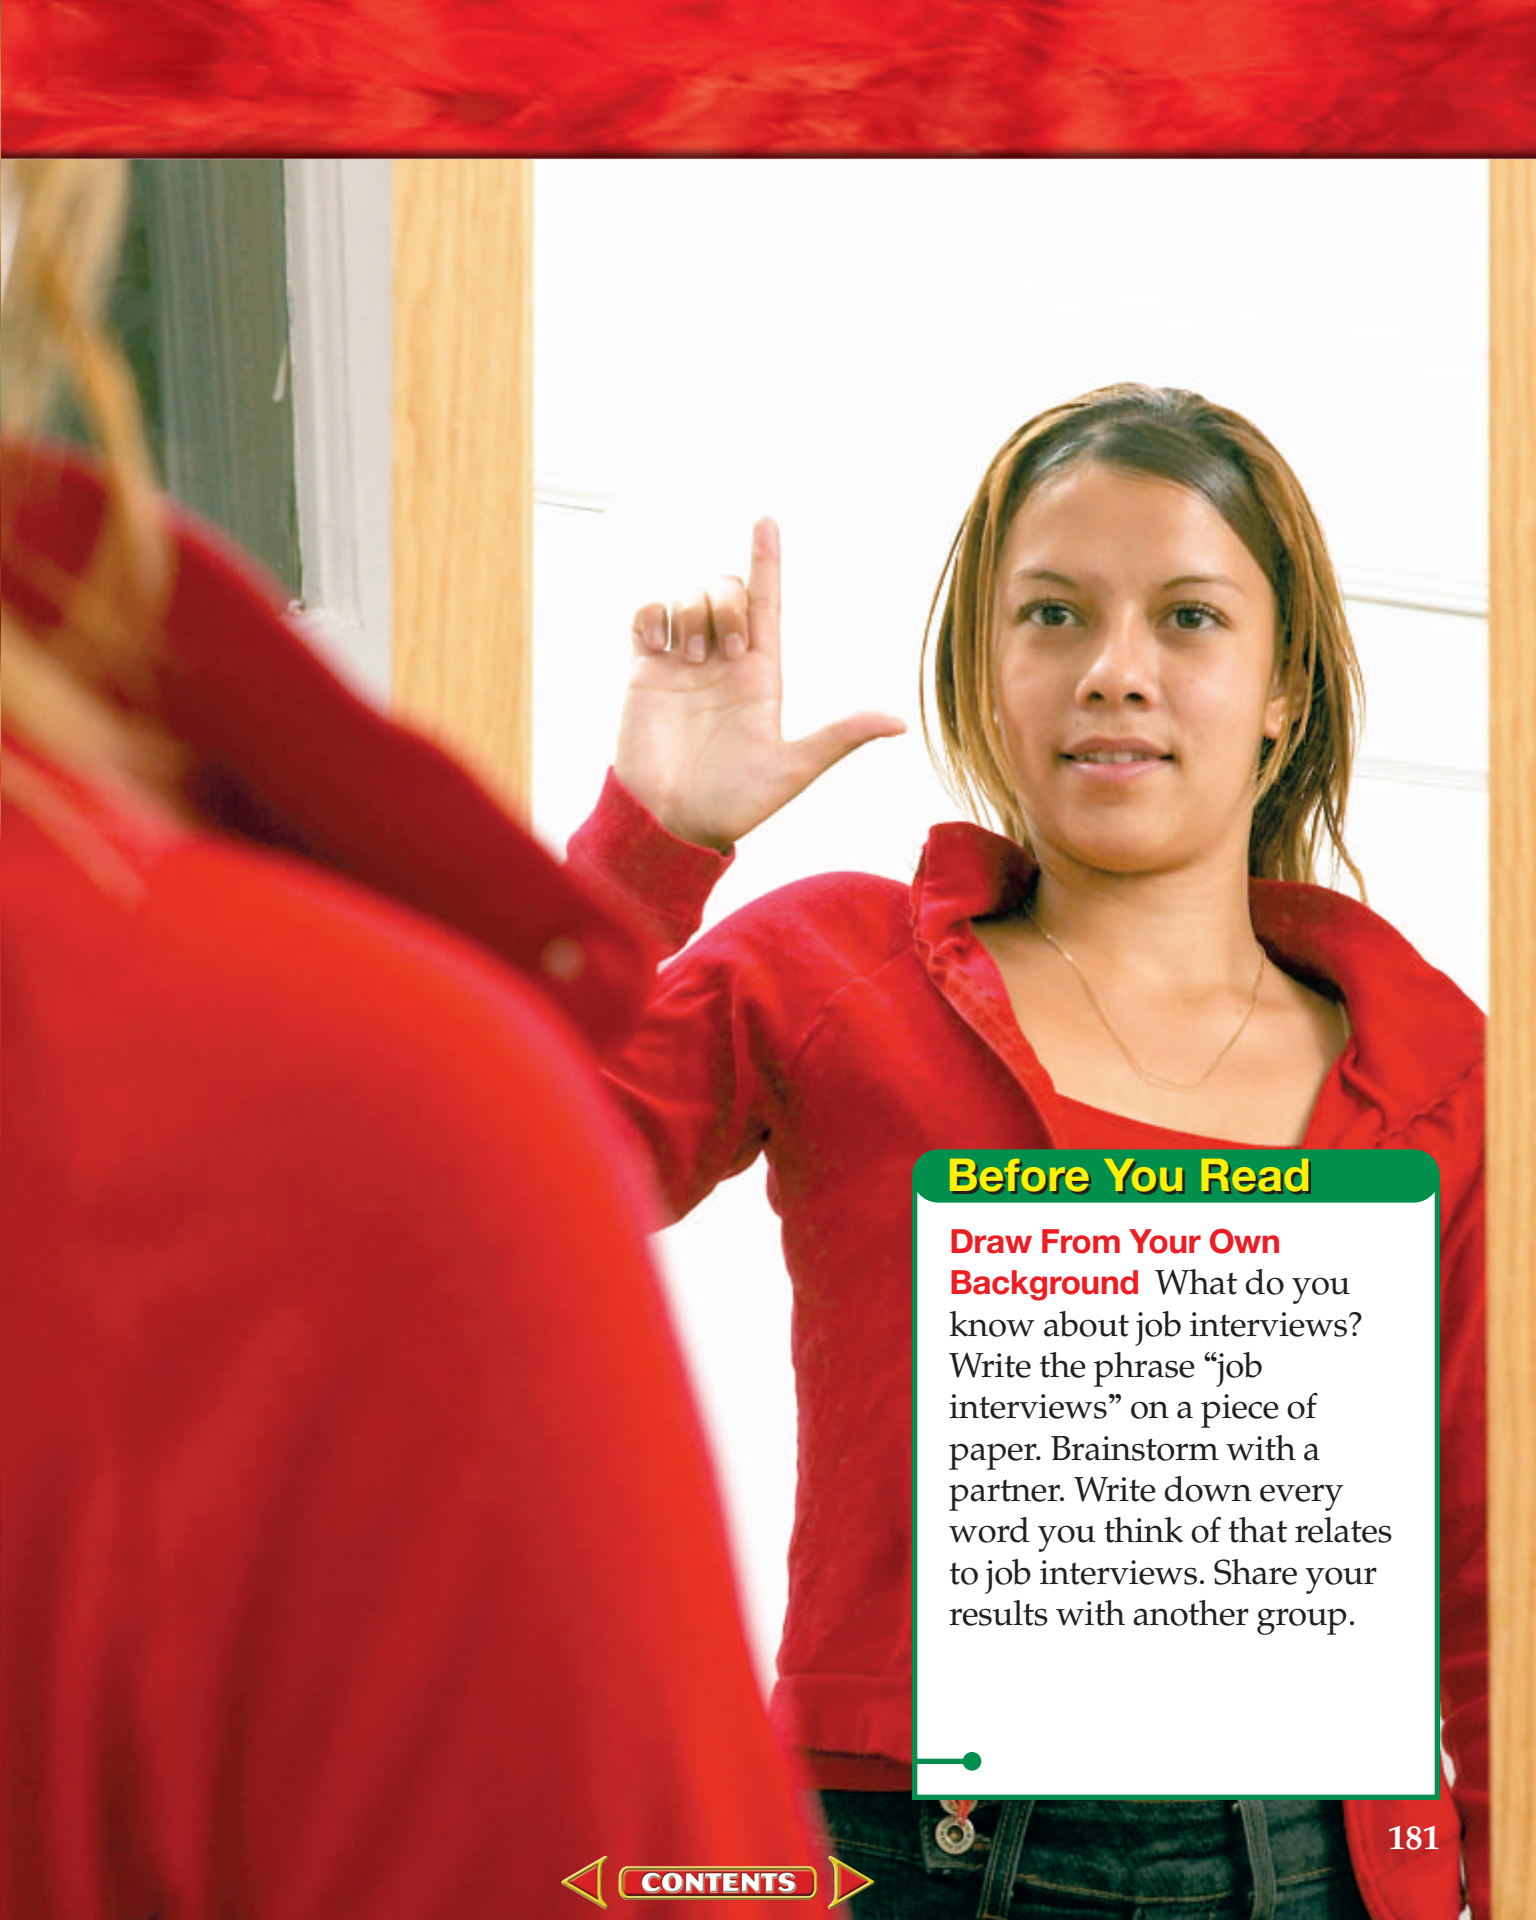 Before You Read
Draw From Your Own
Background What do you
know about job interviews?
Write the phrase “job
interviews” on a piece of
paper. Brainstorm with a
partner. Write down every
word you think of that relates
to job interviews. Share your
results with another group.
181
CONTENTS